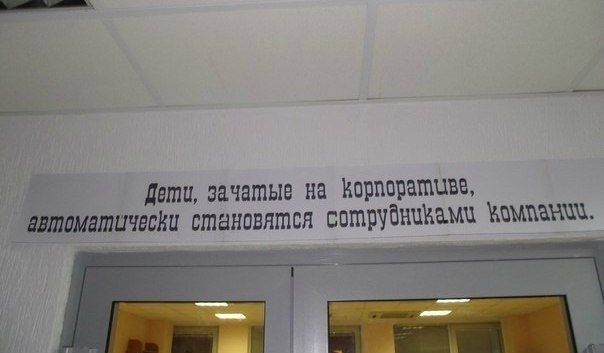 Дети, зачатые на корпоративе,
автоматически становятся сотрудниками компании.